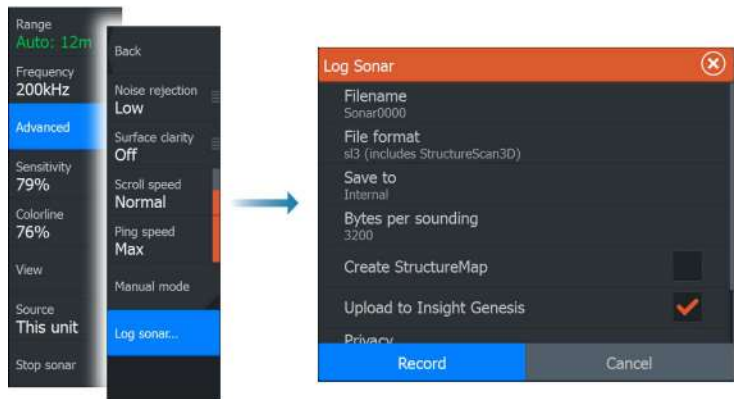 Range
Auto: 12m
Frequency
200kHz
Advanced
Sensitivity
79%
Colorline
76%
View
Source
This unit
Stop sonar
Back
Noise rejection
Low
Surface clarity
Off
Scroll speed
Normal
Ping speed
Max
Manual mode
Log sonar...
Log Sonar
Filename
Sonar0000
File format
sl3 (includes StructureScan3D)
Save to
Internal
Bytes per sounding
3200
Create StructureMap
Upload to Insight Genesis
Privacy
Record
Cancel